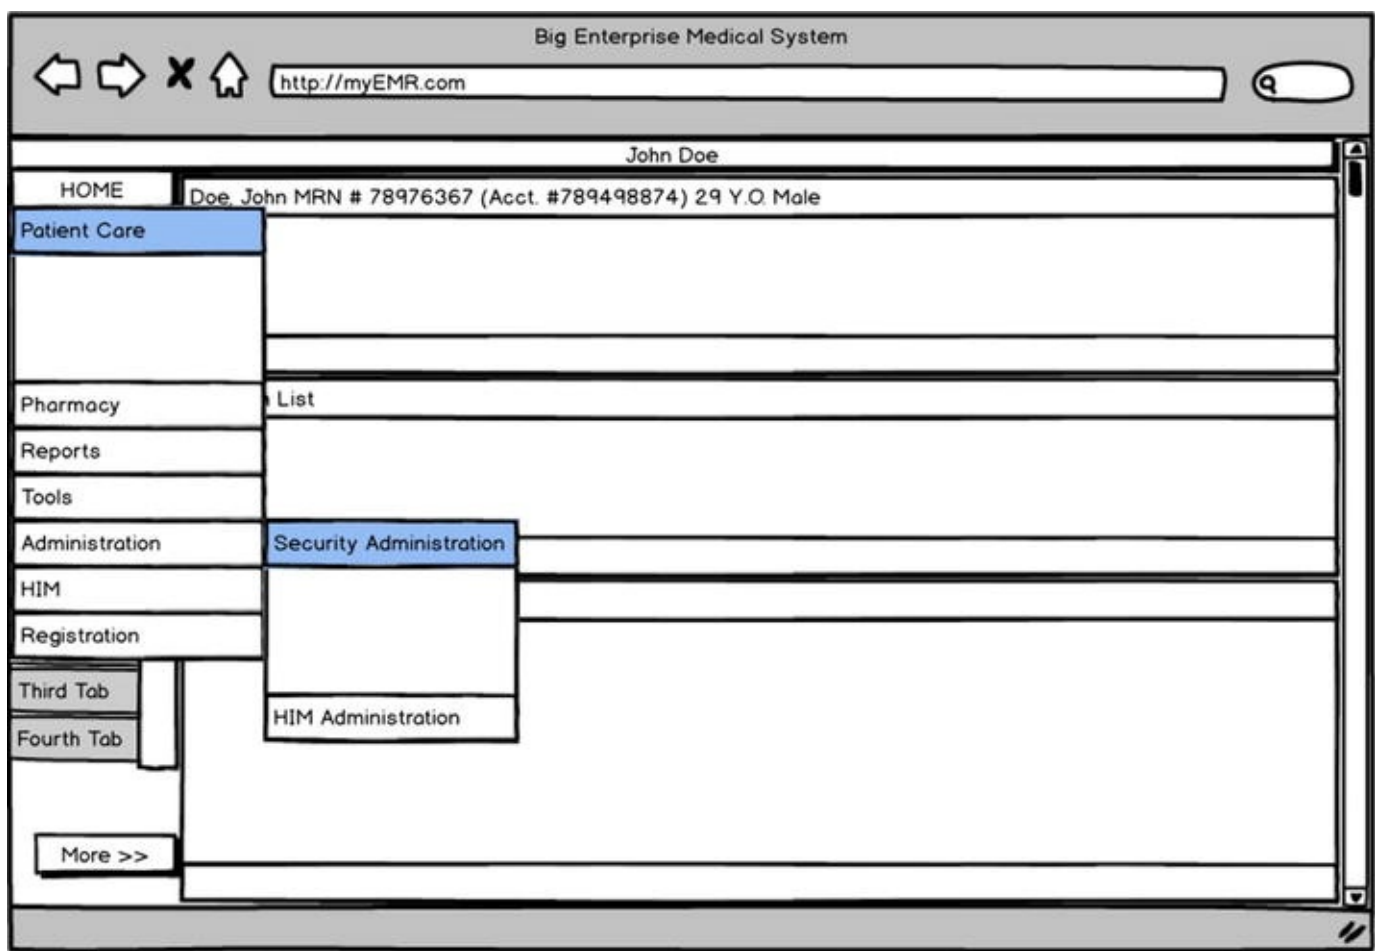 Big Enterprise Medical System
http://myEMR.com
John Doe
HOME
Doe, John MRN # 78976367 (Acct. #789498874) 29 Y.O. Male
Patient Care
Pharmacy
List
Reports
Tools
Administration
Security Administration
HIM
Registration
Third Tab
HIM Administration
Fourth Tab
More >>